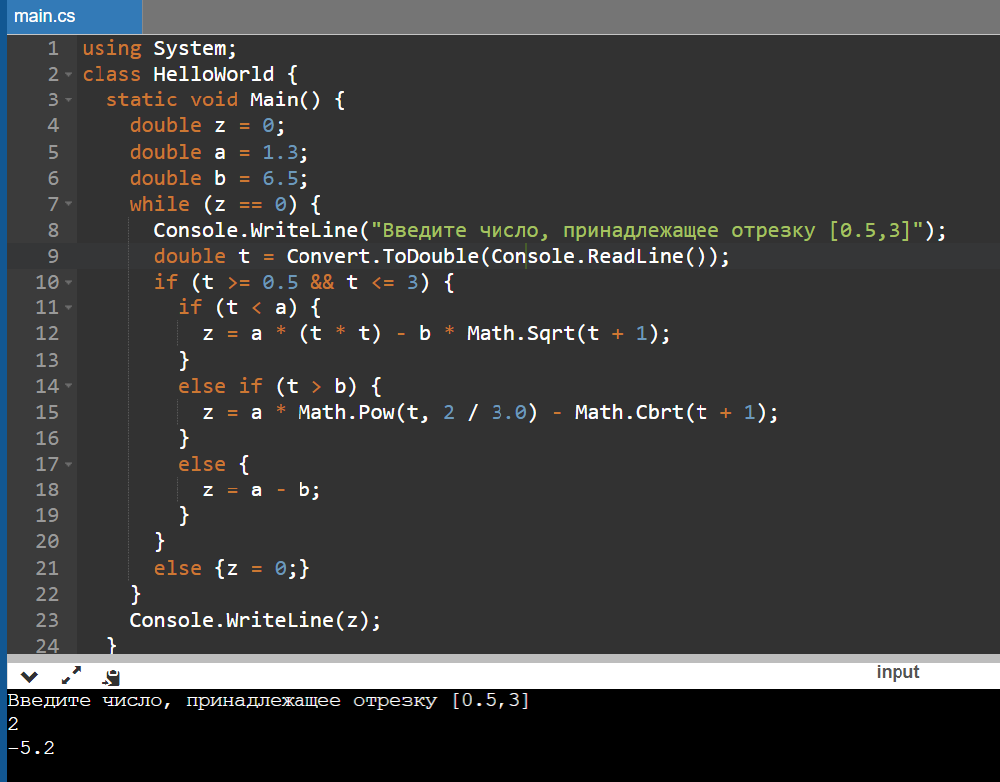 main.cs
1 using System;
2 class HelloWorld {
3 static void Main() {
4 double z = 0;
5 double a = 1.3;
6 double b = 6.5;
7 while (z == 0) {
8 Console.WriteLine("Введите число, принадлежащее отрезку [0.5,3]");
9 double t = Convert.ToDouble(Console.ReadLine());
10 if (t >= 0.5 && t <= 3) {
11 if (t < a) {
12 z = a * (t * t) - b * Math.Sqrt(t + 1);
13 }
14 else if (t > b) {
15 z = a * Math.Pow(t, 2 / 3.0) - Math.Cbrt(t + 1);
16 }
17 else {
18 z = a - b;
19 }
20 }
21 else {z = 0;}
22 }
23 Console.WriteLine(z);
24 }
input
Введите число, принадлежащее отрезку [0.5,3]
2
-5.2